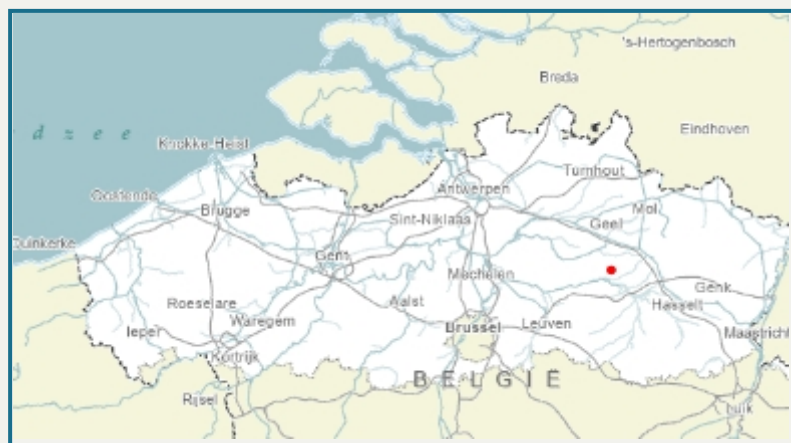 's-Hertogenbosch
Breda
d z e e
Eindhoven
Knokke-Heist
Turnhout
Antwerpen
Oostende
Mol
Brugge
Sint-Niklaas
Geel
Duinkerke
Gent
Mechelen
Genk
Roeselare
Aalst
Hasselt
Ieper
Waregem
Brussel
Leuven
Maastricht
Kortrijk
BELGIË
Rijsel
Luik